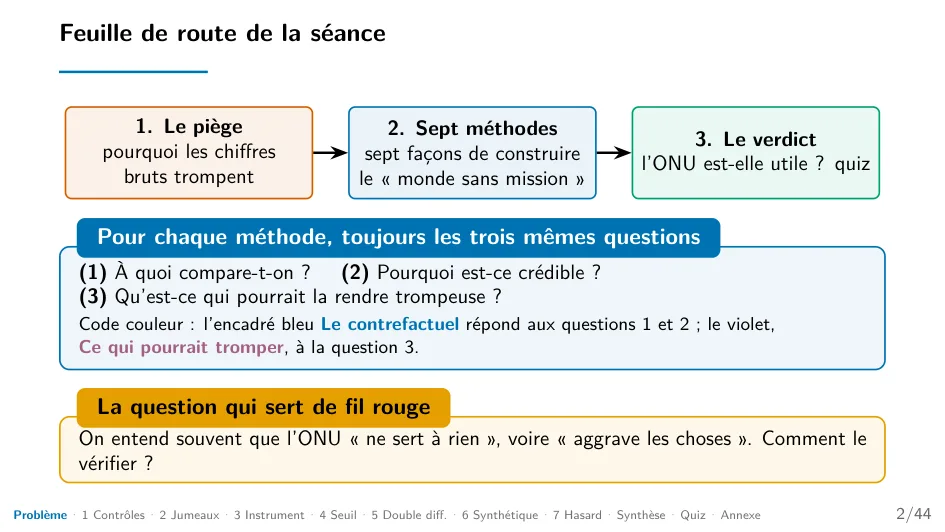 Feuille de route de la séance
1. Le piège
pourquoi les chiffres
bruts trompent
2. Sept méthodes
sept façons de construire
le « monde sans mission »
3. Le verdict
l'ONU est-elle utile ? quiz
Pour chaque méthode, toujours les trois mêmes questions
(1) À quoi compare-t-on ? (2) Pourquoi est-ce crédible ?
(3) Qu'est-ce qui pourrait la rendre trompeuse ?
Code couleur : l'encadré bleu Le contrefactuel répond aux questions 1 et 2 ; le violet,
Ce qui pourrait tromper, à la question 3.
La question qui sert de fil rouge
On entend souvent que l'ONU « ne sert à rien », voire « aggrave les choses ». Comment le
vérifier ?
Problème · 1 Contrôles · 2 Jumeaux · 3 Instrument · 4 Seuil · 5 Double diff. · 6 Synthétique · 7 Hasard · Synthèse · Quiz · Annexe 2/44